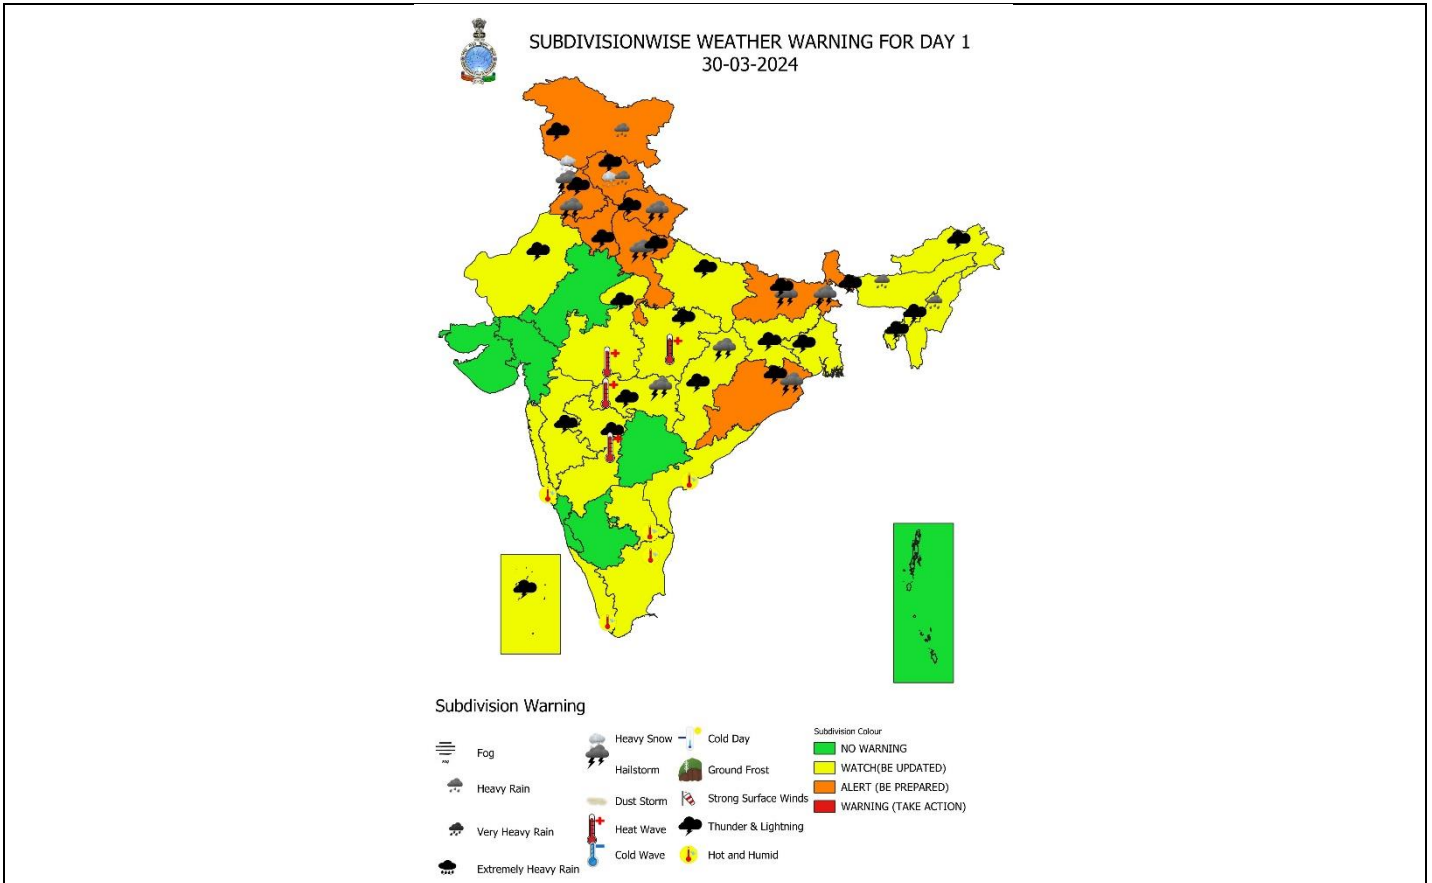 SUBDIVISIONWISE WEATHER WARNING FOR DAY 1
30-03-2024
Subdivision Warning
Fog
Heavy Rain
Very Heavy Rain
Extremely Heavy Rain
Heavy Snow
Hailstorm
Dust Storm
Heat Wave
Cold Wave
Cold Day
Ground Frost
Strong Surface Winds
Thunder & Lightning
Hot and Humid
Subdivision Colour
NO WARNING
WATCH(BE UPDATED)
ALERT (BE PREPARED)
WARNING (TAKE ACTION)